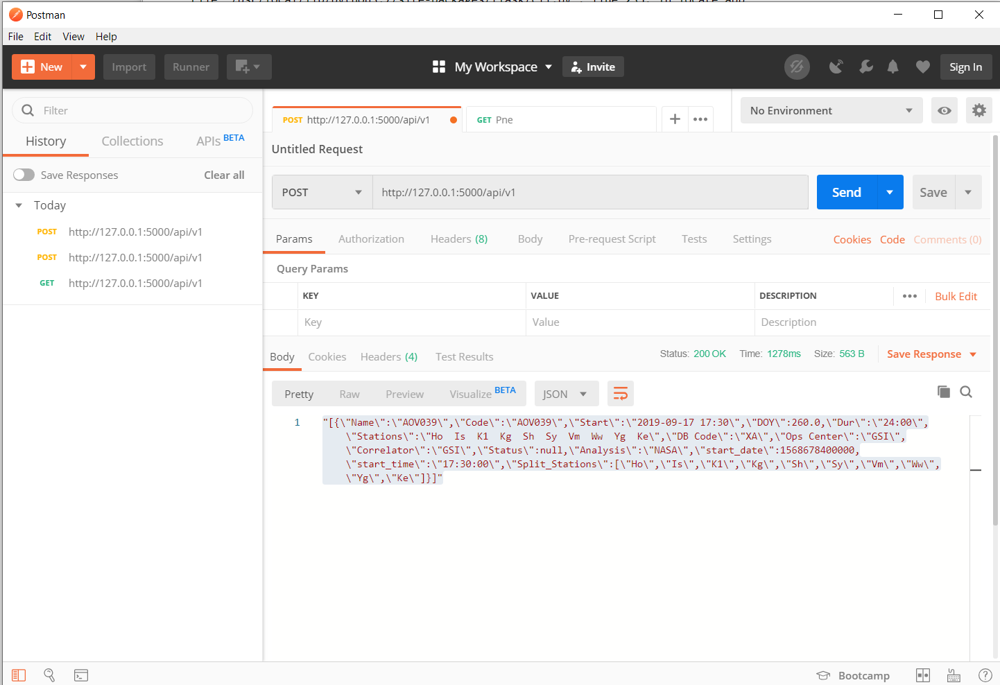 Postman
File Edit View Help
New Import Runner My Workspace Invite Sign In
Filter
History Collections APIs BETA
Save Responses Clear all
Today
POST http://127.0.0.1:5000/api/v1
POST http://127.0.0.1:5000/api/v1
GET http://127.0.0.1:5000/api/v1
POST http://127.0.0.1:5000/api/v1 GET Pne
No Environment
Untitled Request
POST http://127.0.0.1:5000/api/v1 Send Save
Params Authorization Headers (8) Body Pre-request Script Tests Settings Cookies Code Comments (0)
Query Params
KEY VALUE DESCRIPTION Bulk Edit
Key Value Description
Body Cookies Headers (4) Test Results Status: 200 OK Time: 1278ms Size: 563 B Save Response
Pretty Raw Preview Visualize BETA JSON
1 "[{\"Name\":\"AOV039\",\"Code\":\"AOV039\",\"Start\":\"2019-09-17 17:30\",\"DOY\":260.0,\"Dur\":\"24:00\",
\"Stations\":\"Ho  Is  K1  Kg  Sh  Sy  Vm  Ww  Yg  Ke\",\"DB Code\":\"XA\",\"Ops Center\":\"GSI\",
\"Correlator\":\"GSI\",\"Status\":null,\"Analysis\":\"NASA\",\"start_date\":1568678400000,
\"start_time\":\"17:30:00\",\"Split_Stations\":[\"Ho\",\"Is\",\"K1\",\"Kg\",\"Sh\",\"Sy\",\"Vm\",\"Ww\",
\"Yg\",\"Ke\"]}]"
Bootcamp